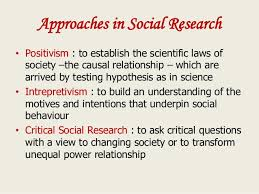 Approaches in Social Research
• Positivism : to establish the scientific laws of
society –the causal relationship – which are
arrived by testing hypothesis as in science
• Intrepretivism : to build an understanding of the
motives and intentions that underpin social
behaviour
• Critical Social Research : to ask critical questions
with a view to changing society or to transform
unequal power relationship